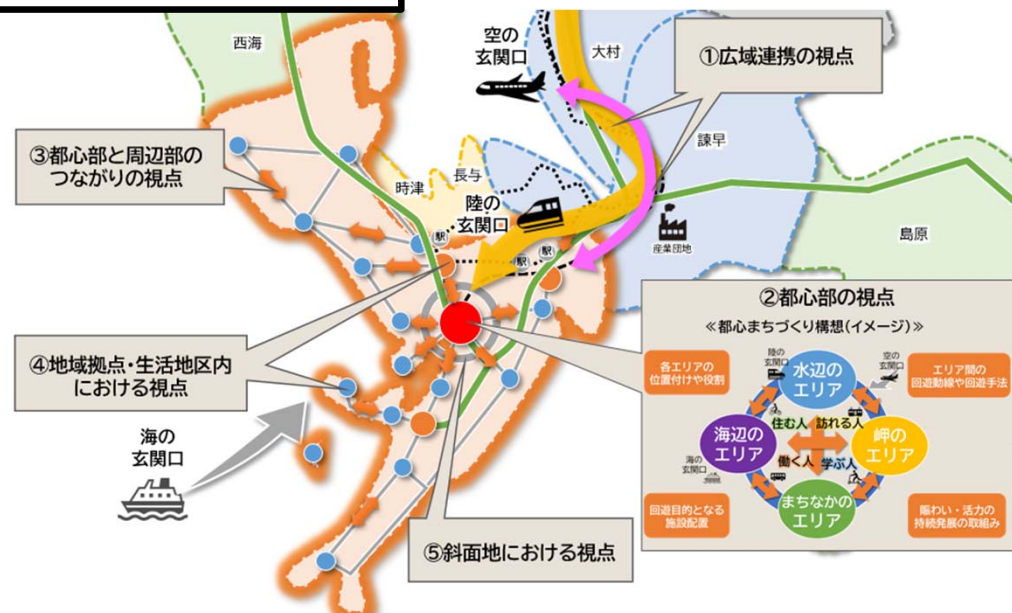 西海
空の
玄関口
大村
①広域連携の視点
諫早
③都心部と周辺部の
つながりの視点
長与
時津
陸の
玄関口
駅
駅
駅
産業団地
島原
④地域拠点・生活地区内
における視点
海の
玄関口
⑤斜面地における視点
②都心部の視点
≪都心まちづくり構想(イメージ)≫
各エリアの
位置付けや役割
陸の
玄関口
水辺の
エリア
空の
玄関口
エリア間の
回遊動線や回遊手法
住む人
訪れる人
海辺の
エリア
岬の
エリア
働く人
学ぶ人
海の
玄関口
まちなかの
エリア
回遊目的となる
施設配置
賑わい・活力の
持続発展の取組み